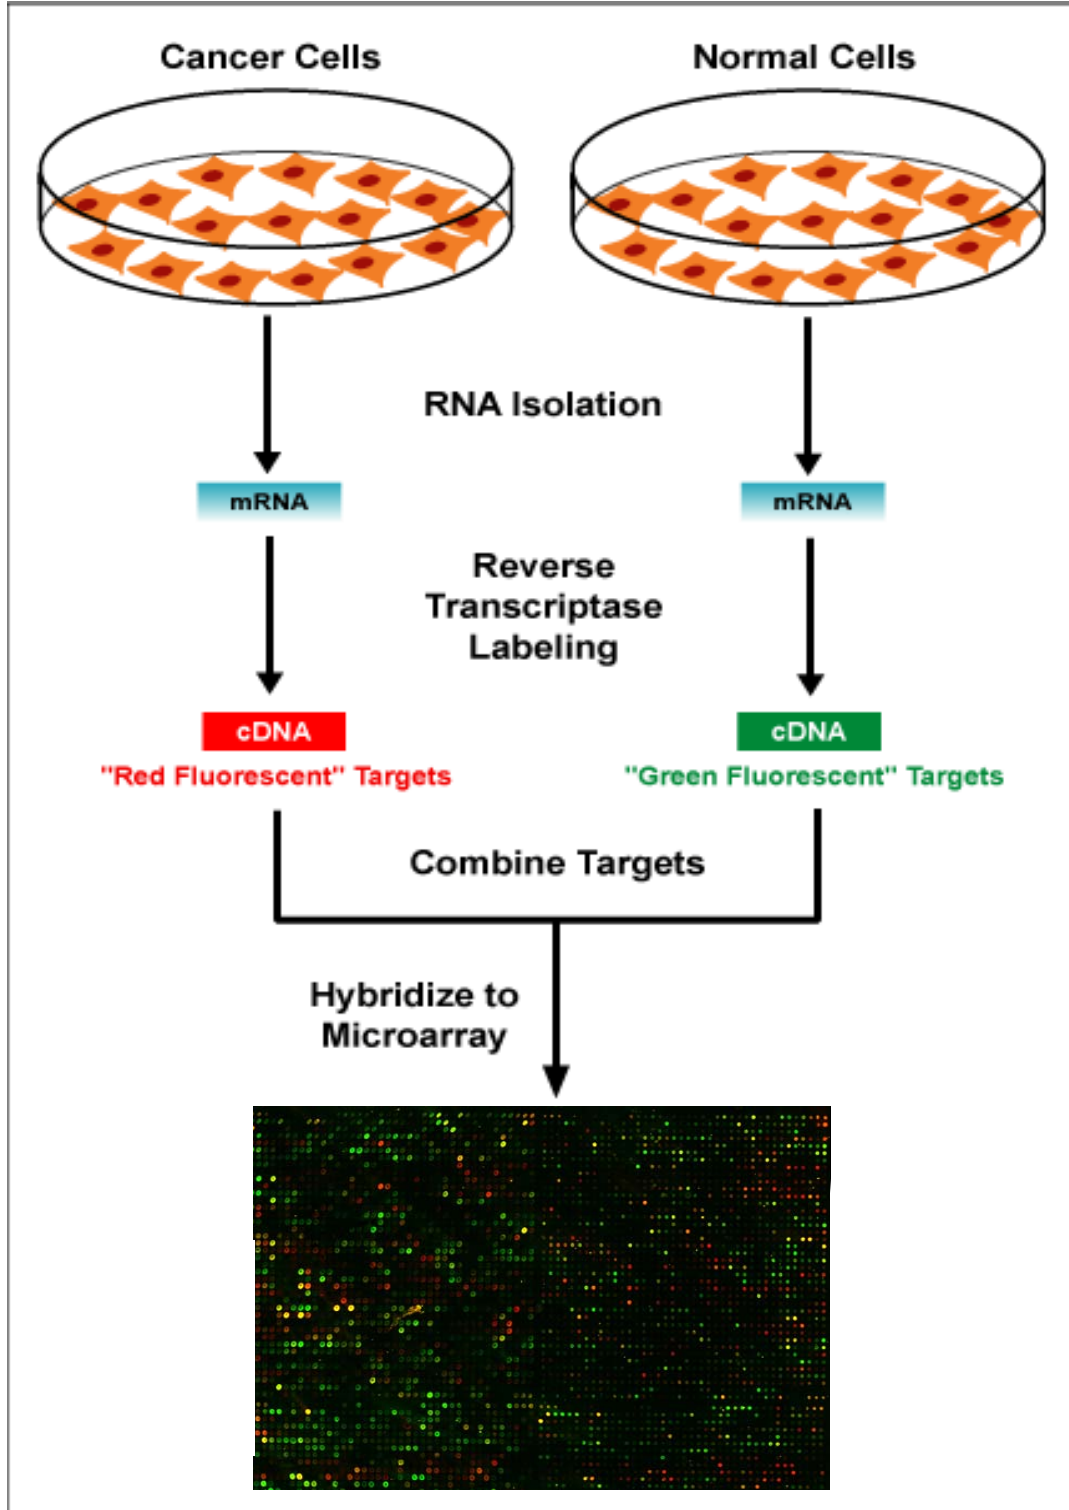 Cancer Cells
Normal Cells
RNA Isolation
mRNA
mRNA
Reverse
Transcriptase
Labeling
cDNA
cDNA
"Red Fluorescent" Targets
"Green Fluorescent" Targets
Combine Targets
Hybridize to
Microarray